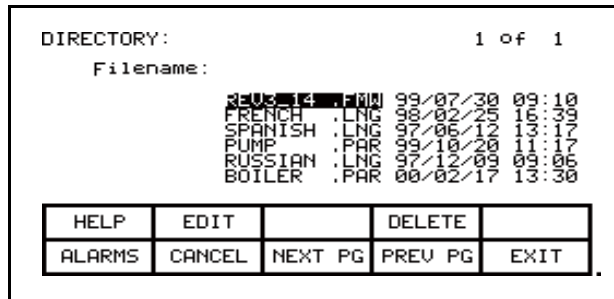 DIRECTORY: 1 of 1
Filename:
REV3_14 .FMW 99/07/30 09:10
FRENCH .LNG 98/02/25 16:39
SPANISH .LNG 97/06/12 13:17
PUMP .PAR 99/10/20 11:17
RUSSIAN .LNG 97/12/09 09:06
BOILER .PAR 00/02/17 13:30
HELP EDIT DELETE
ALARMS CANCEL NEXT PG PREV PG EXIT
.